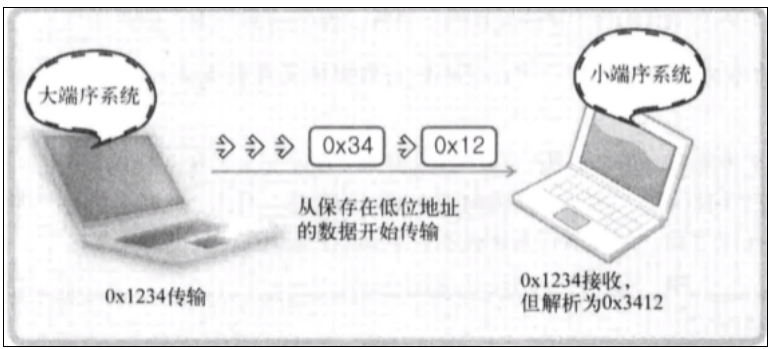 大端序系统
小端序系统
0x34
0x12
从保存在低位地址
的数据开始传输
0x1234传输
0x1234接收，
但解析为0x3412